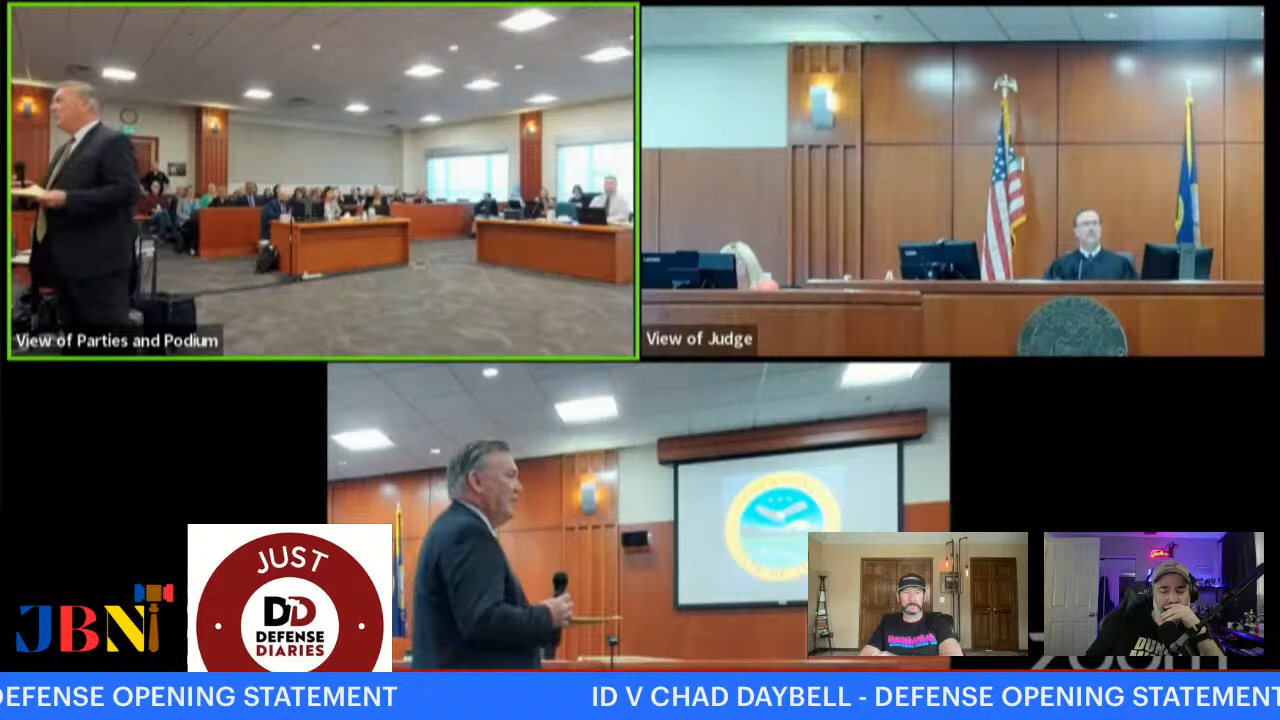 View of Parties and Podium
View of Judge
JBN
JUST
DD
DEFENSE
DIARIES
zoom
DEFENSE OPENING STATEMENT
ID V CHAD DAYBELL - DEFENSE OPENING STATEMENT